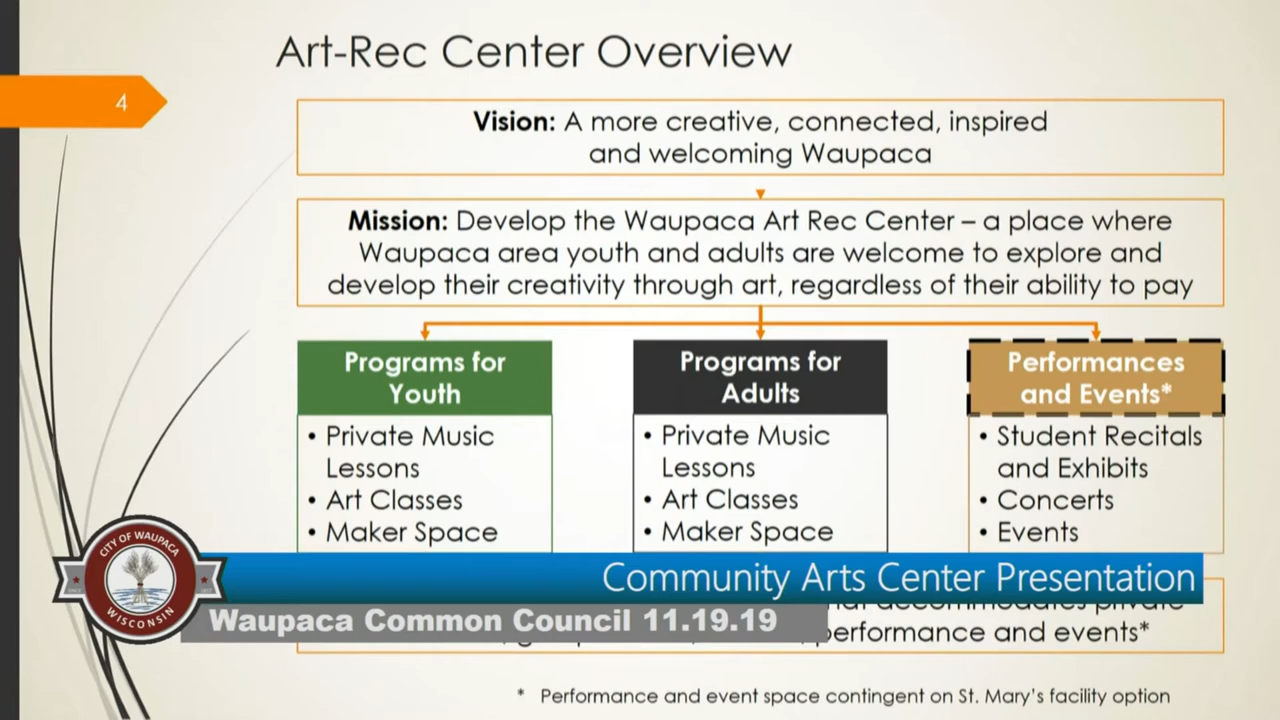 Art-Rec Center Overview
4
Vision: A more creative, connected, inspired
and welcoming Waupaca
Mission: Develop the Waupaca Art Rec Center – a place where
Waupaca area youth and adults are welcome to explore and
develop their creativity through art, regardless of their ability to pay
Programs for
Youth
• Private Music
Lessons
• Art Classes
• Maker Space
Programs for
Adults
• Private Music
Lessons
• Art Classes
• Maker Space
Performances
and Events*
• Student Recitals
and Exhibits
• Concerts
• Events
CITY OF WAUPACA
WISCONSIN
Community Arts Center Presentation
Waupaca Common Council 11.19.19
accommodates private
performance and events*
* Performance and event space contingent on St. Mary's facility option